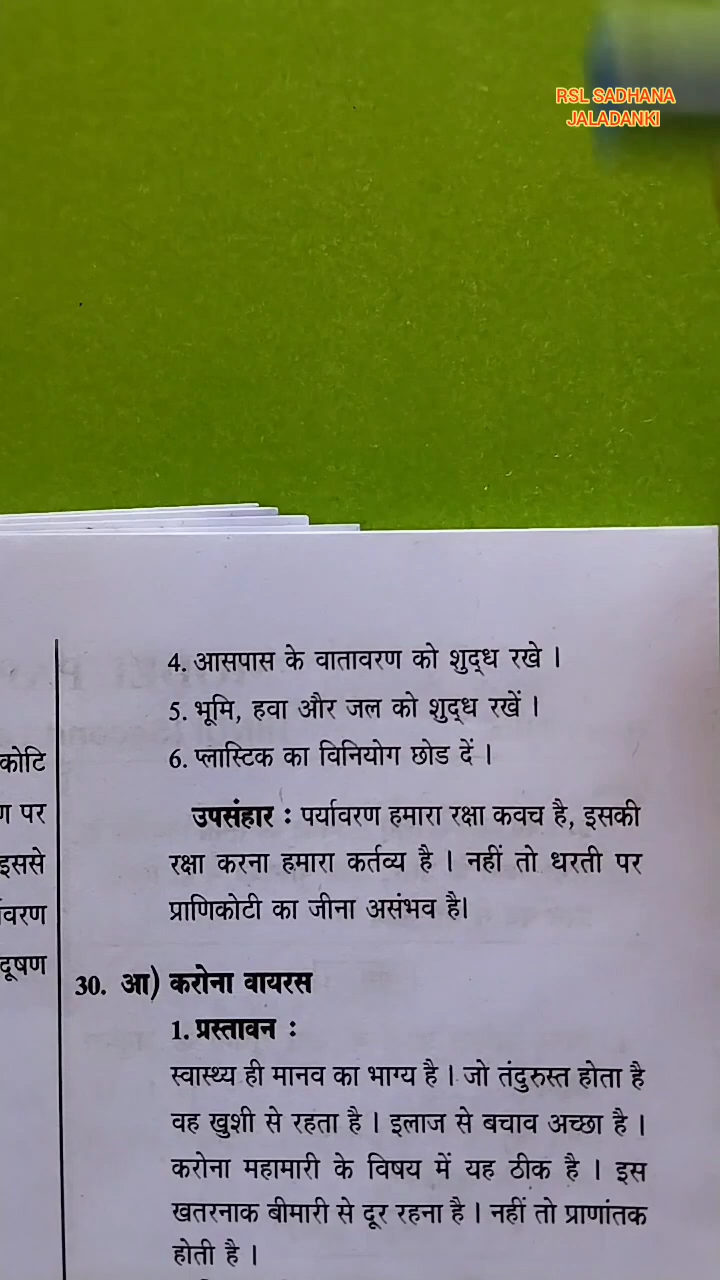 RSL SADHANA
JALADANKI
कोटि
पर
इससे
दूषण
4. आसपास के वातावरण को शुद्ध रखे ।
5. भूमि, हवा और जल को शुद्ध रखें ।
6. प्लास्टिक का विनियोग छोड दें ।
उपसंहार : पर्यावरण हमारा रक्षा कवच है, इसकी
रक्षा करना हमारा कर्तव्य है । नहीं तो धरती पर
प्राणिकोटी का जीना असंभव है।
30. आ) करोना वायरस
1. प्रस्तावन :
स्वास्थ्य ही मानव का भाग्य है । जो तंदुरुस्त होता है
वह खुशी से रहता है । इलाज से बचाव अच्छा है ।
करोना महामारी के विषय में यह ठीक है । इस
खतरनाक बीमारी से दूर रहना है । नहीं तो प्राणांतक
होती है ।